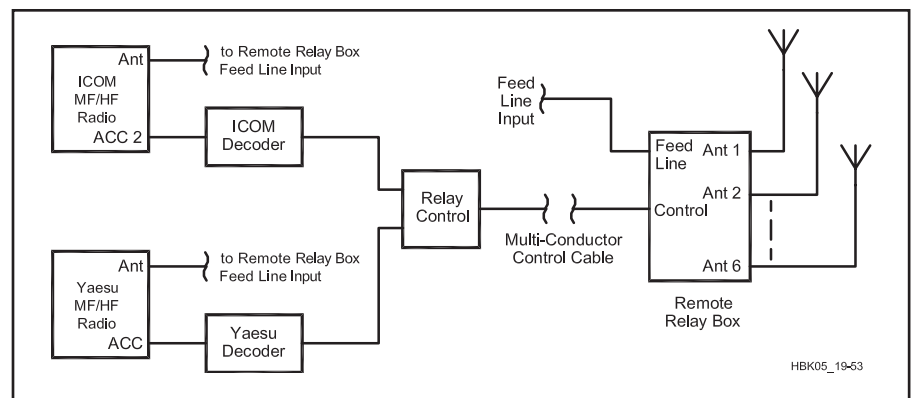 Ant
ICOM
MF/HF
Radio
ACC 2
to Remote Relay Box
Feed Line Input
ICOM
Decoder
Yaesu
MF/HF
Radio
Ant
ACC
to Remote Relay Box
Feed Line Input
Yaesu
Decoder
Relay
Control
Multi-Conductor
Control Cable
Feed
Line
Input
Feed
Line
Control
Ant 1
Ant 2
Ant 6
Remote
Relay Box
HBK05_19-53